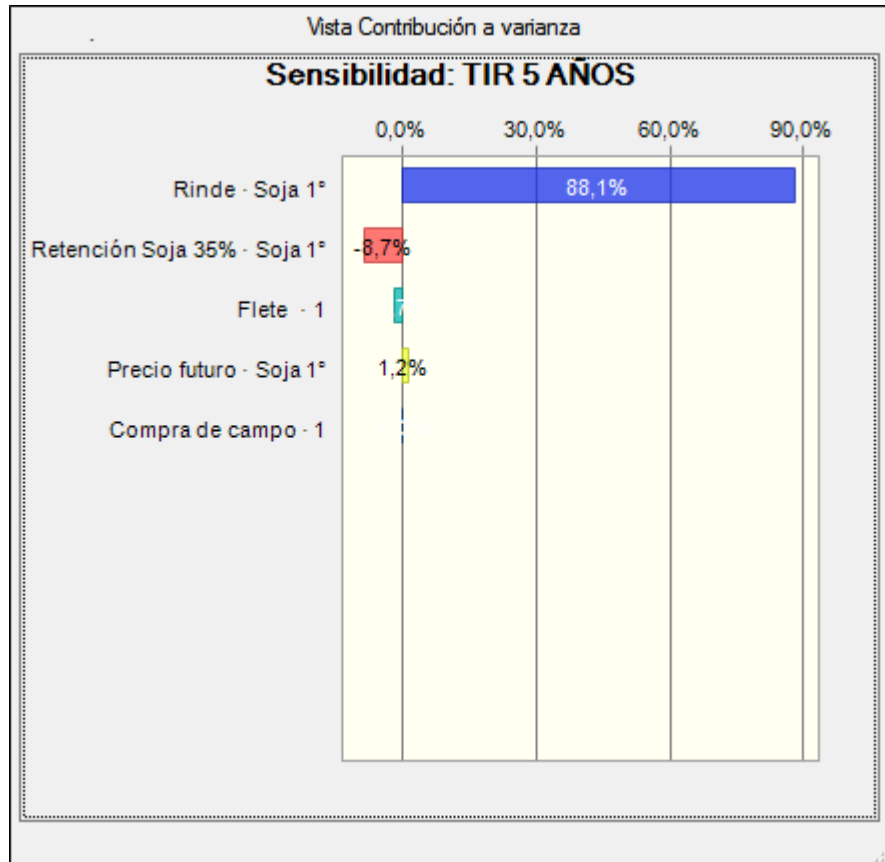 Vista Contribución a varianza
Sensibilidad: TIR 5 AÑOS
0,0% 30,0% 60,0% 90,0%
Rinde - Soja 1° 88,1%
Retención Soja 35% - Soja 1° -8,7%
Flete - 1
Precio futuro - Soja 1° 1,2%
Compra de campo - 1